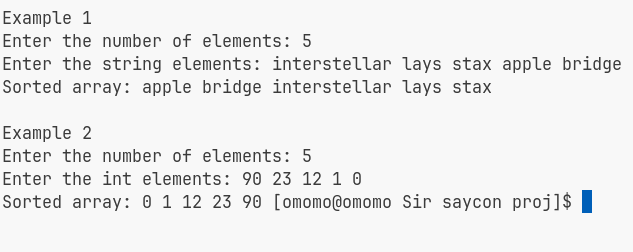 Example 1
Enter the number of elements: 5
Enter the string elements: interstellar lays stax apple bridge
Sorted array: apple bridge interstellar lays stax
Example 2
Enter the number of elements: 5
Enter the int elements: 90 23 12 1 0
Sorted array: 0 1 12 23 90 [omomo@omomo Sir saycon proj]$